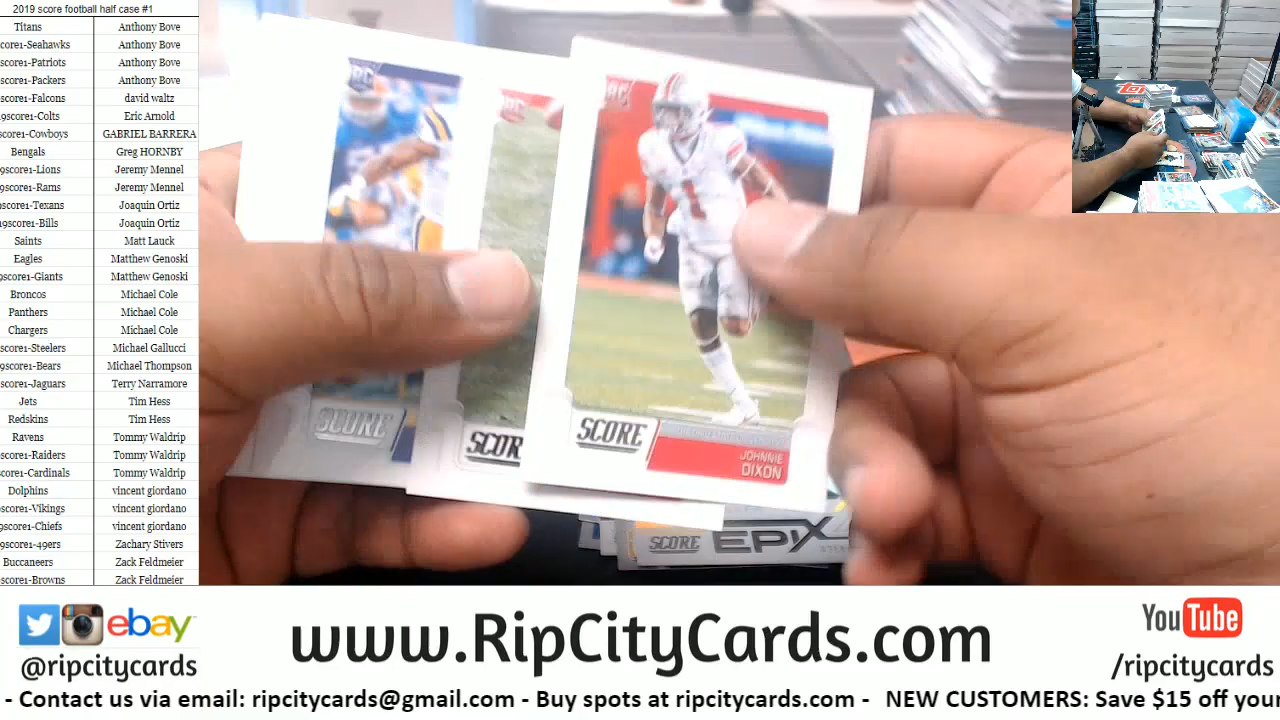 2019 score football half case #1
Titans Anthony Bove
score1-Seahawks Anthony Bove
score1-Patriots Anthony Bove
score1-Packers Anthony Bove
score1-Falcons david waltz
9score1-Colts Eric Arnold
score1-Cowboys GABRIEL BARRERA
Bengals Greg HORNBY
9score1-Lions Jeremy Mennel
9score1-Rams Jeremy Mennel
score1-Texans Joaquin Ortiz
9score1-Bills Joaquin Ortiz
Saints Matt Lauck
Eagles Matthew Genoski
9score1-Giants Matthew Genoski
Broncos Michael Cole
Panthers Michael Cole
Chargers Michael Cole
score1-Steelers Michael Gallucci
9score1-Bears Michael Thompson
score1-Jaguars Terry Narramore
Jets Tim Hess
Redskins Tim Hess
Ravens Tommy Waldrip
score1-Raiders Tommy Waldrip
score1-Cardinals Tommy Waldrip
Dolphins vincent giordano
score1-Vikings vincent giordano
9score1-Chiefs vincent giordano
9score1-49ers Zachary Stivers
Buccaneers Zack Feldmeier
score1-Browns Zack Feldmeier
RC
RC
RC
1
SCORE
SCOR
SCORE
JOHNNIE
DIXON
SCORE EPIX
ebay
@ripcitycards
www.RipCityCards.com
YouTube
/ripcitycards
- Contact us via email: ripcitycards@gmail.com - Buy spots at ripcitycards.com - NEW CUSTOMERS: Save $15 off your